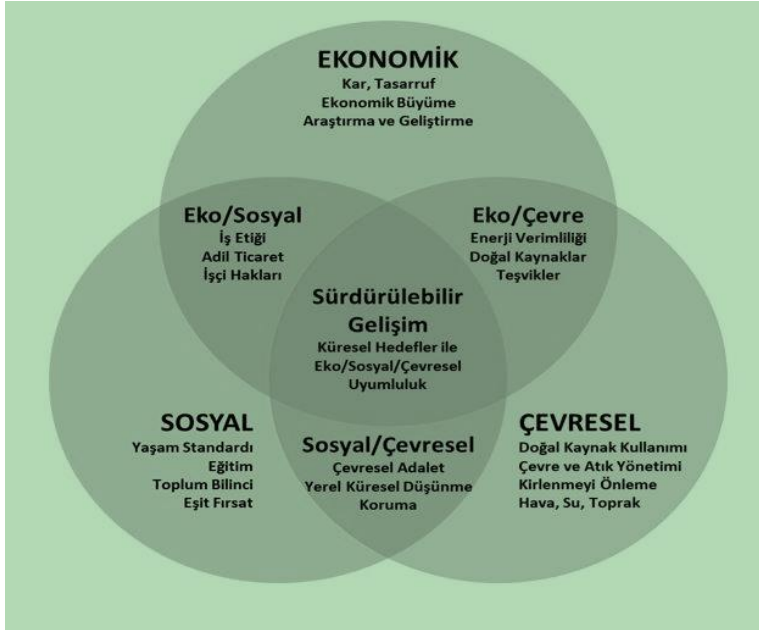 EKONOMİK
Kar, Tasarruf
Ekonomik Büyüme
Araştırma ve Geliştirme
Eko/Sosyal
İş Etiği
Adil Ticaret
İşçi Hakları
Eko/Çevre
Enerji Verimliliği
Doğal Kaynaklar
Teşvikler
Sürdürülebilir
Gelişim
Küresel Hedefler ile
Eko/Sosyal/Çevresel
Uyumluluk
SOSYAL
Yaşam Standardı
Eğitim
Toplum Bilinci
Eşit Fırsat
Sosyal/Çevresel
Çevresel Adalet
Yerel Küresel Düşünme
Koruma
ÇEVRESEL
Doğal Kaynak Kullanımı
Çevre ve Atık Yönetimi
Kirlenmeyi Önleme
Hava, Su, Toprak